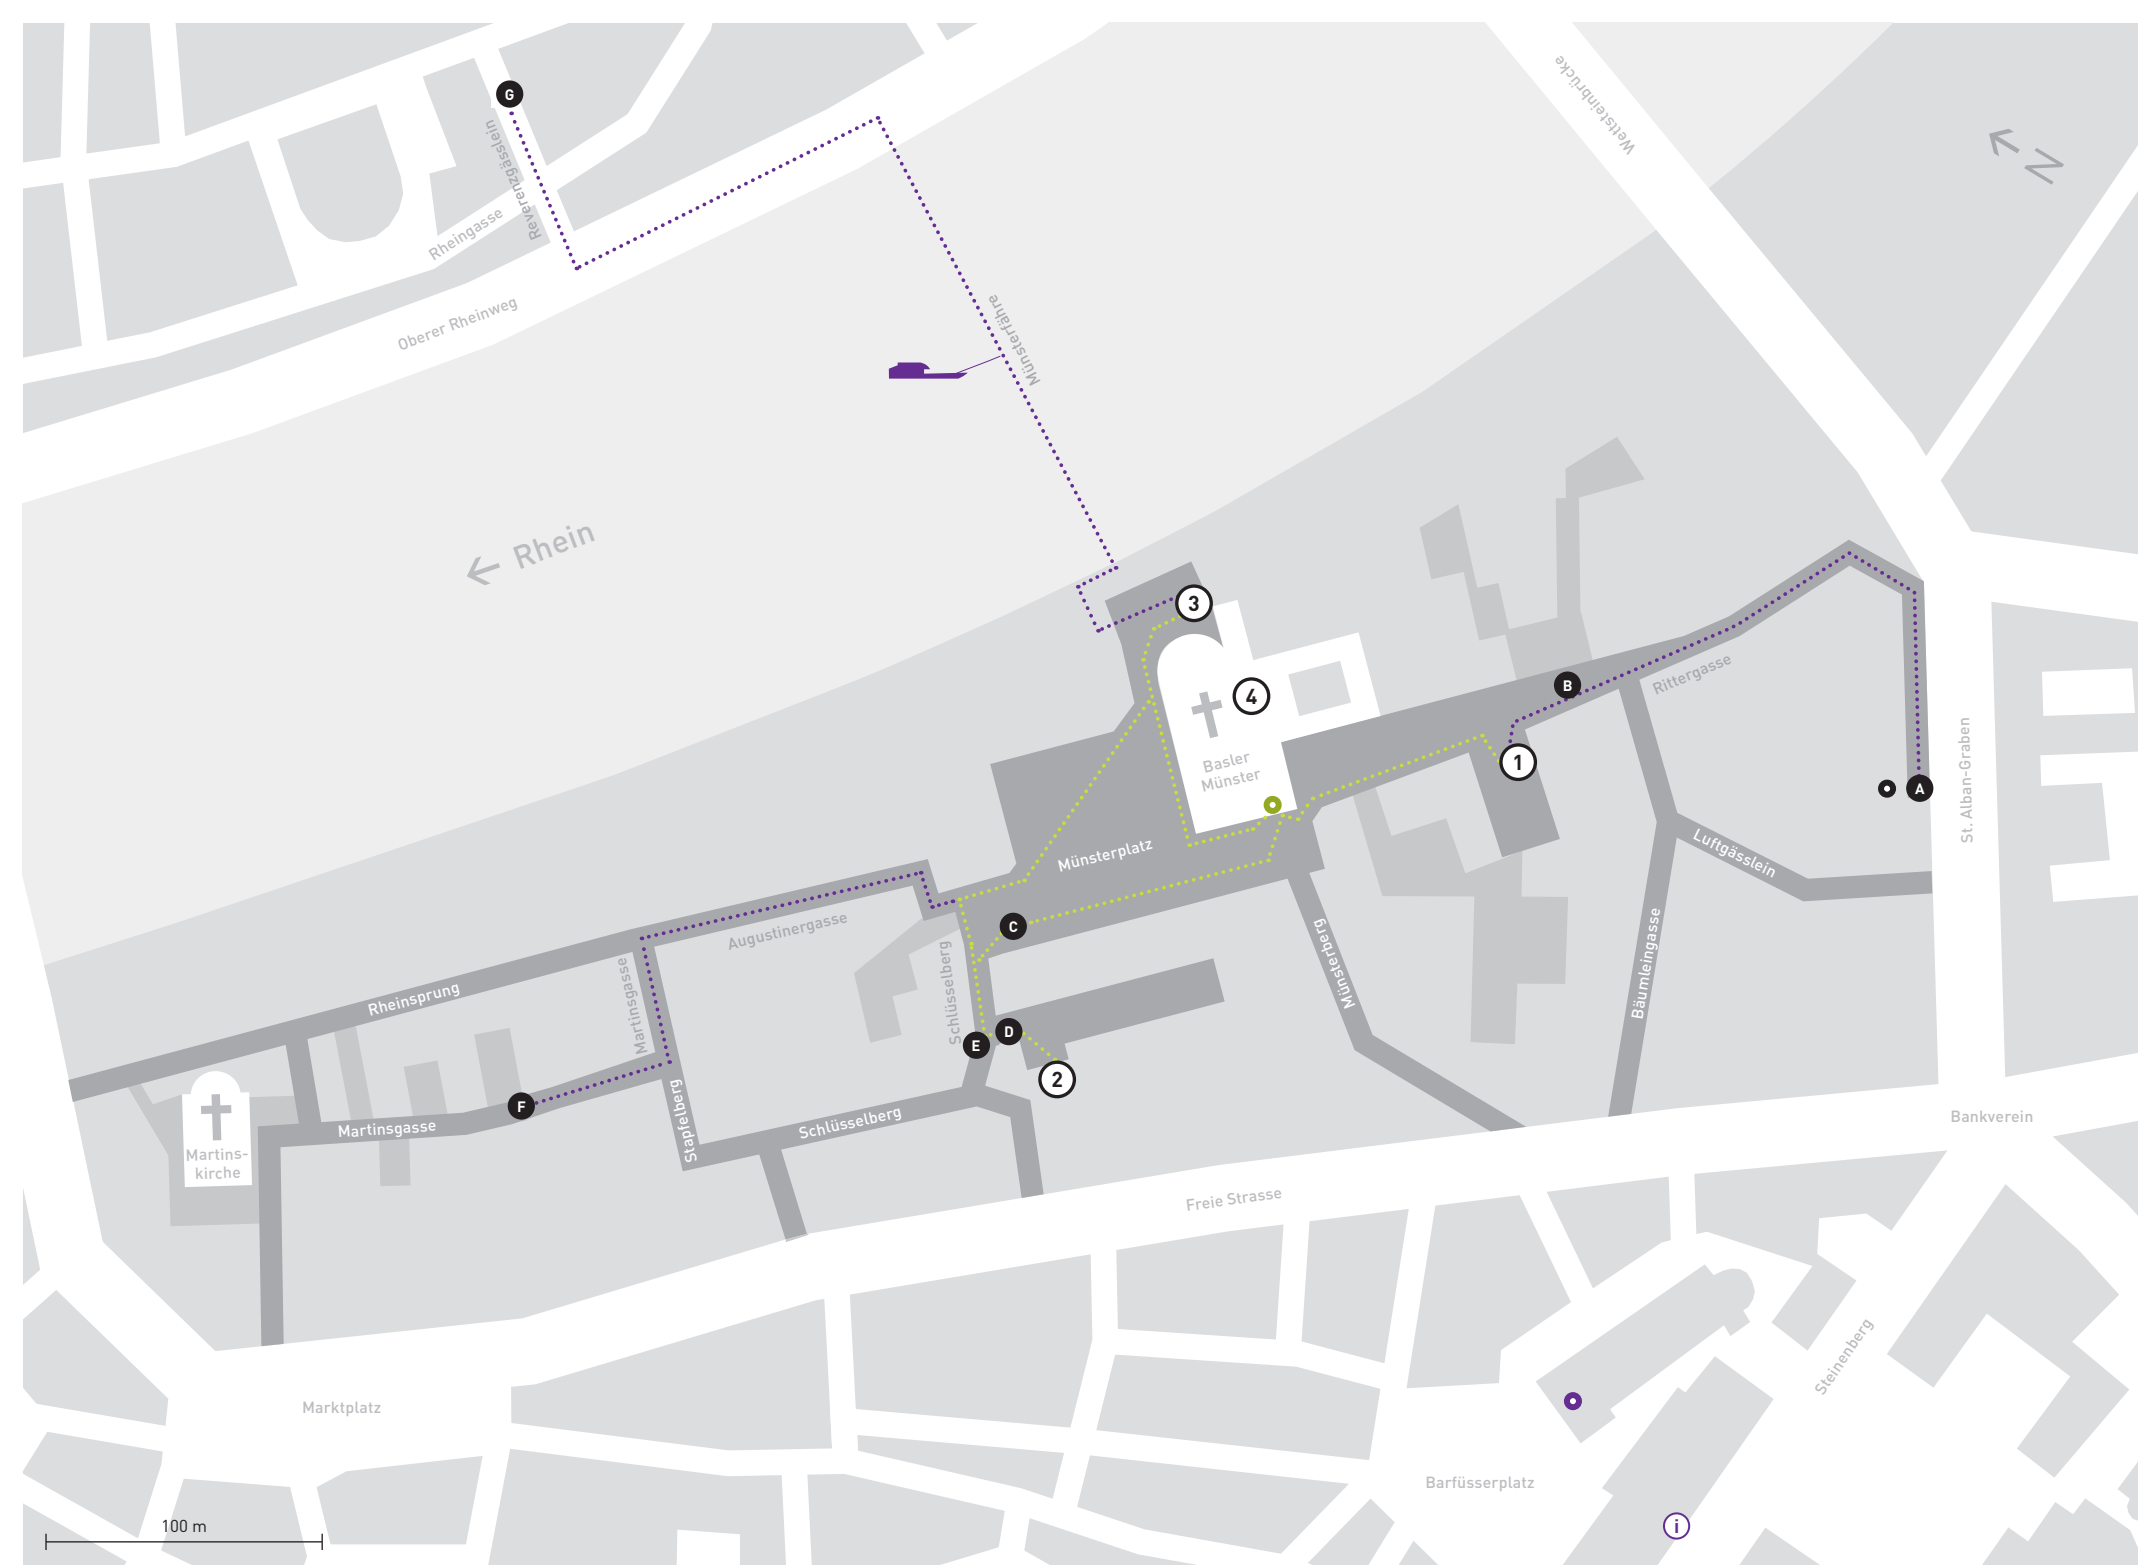 G
Wettsteinbrücke
N
Reverenzgässlein
Rheingasse
Oberer Rheinweg
Münsterfähre
← Rhein
3
4
B
Rittergasse
Basler
Münster
1
A
St. Alban-Graben
Münsterplatz
Luftgässlein
C
Augustinergasse
Schlüsselberg
Münsterberg
Bäumleingasse
Rheinsprung
Martinsgasse
D
E
2
F
Martinsgasse
Stapfelberg
Schlüsselberg
Martins-
kirche
Bankverein
Freie Strasse
Steinenberg
Marktplatz
Barfüsserplatz
100 m
i